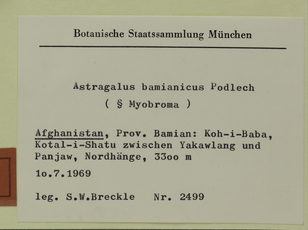 Botanische Staatssammlung München
Astragalus bamianicus Podlech
( § Myobroma )
Afghanistan, Prov. Bamian: Koh-i-Baba,
Kotal-i-Shatu zwischen Yakawlang und
Panjaw, Nordhänge, 33oo m
1o.7.1969
leg. S.W.Breckle Nr. 2499